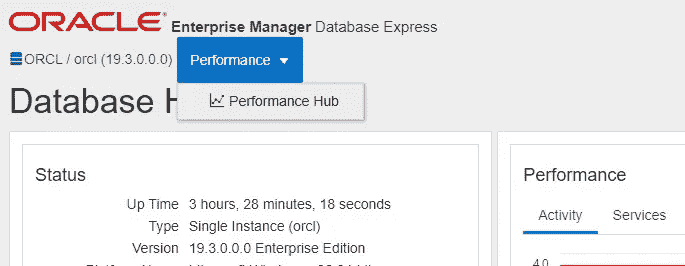 ORACLE Enterprise Manager Database Express
ORCL / orcl (19.3.0.0.0) Performance
Performance Hub
Database
Status
Up Time 3 hours, 28 minutes, 18 seconds
Type Single Instance (orcl)
Version 19.3.0.0.0 Enterprise Edition
Performance
Activity Services
4.0